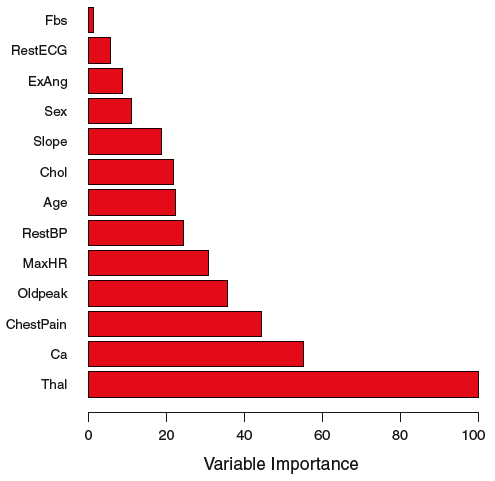 Fbs
RestECG
ExAng
Sex
Slope
Chol
Age
RestBP
MaxHR
Oldpeak
ChestPain
Ca
Thal
0 20 40 60 80 100
Variable Importance